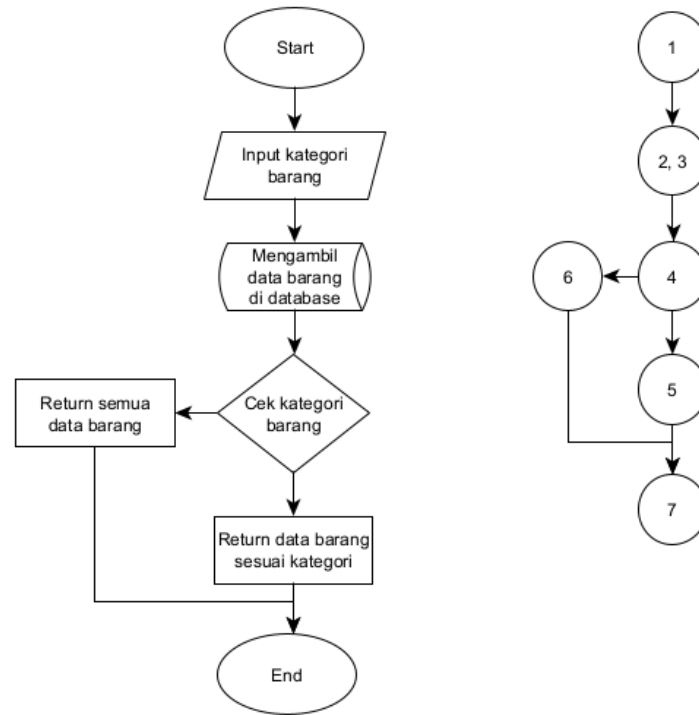 Start
Input kategori
barang
Mengambil
data barang
di database
Cek kategori
barang
Return semua
data barang
Return data barang
sesuai kategori
End
1
2, 3
4
6
5
7